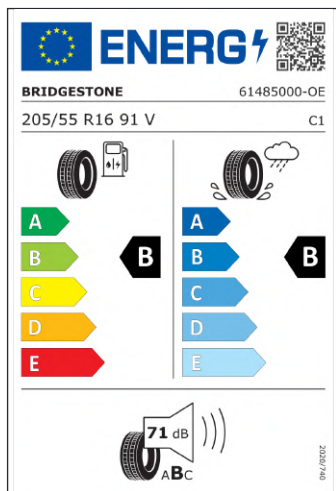 ENERG
BRIDGESTONE 61485000-OE
205/55 R16 91 V C1
A A
B B B B
C C
D D
E E
71 dB
ABC
2020/740